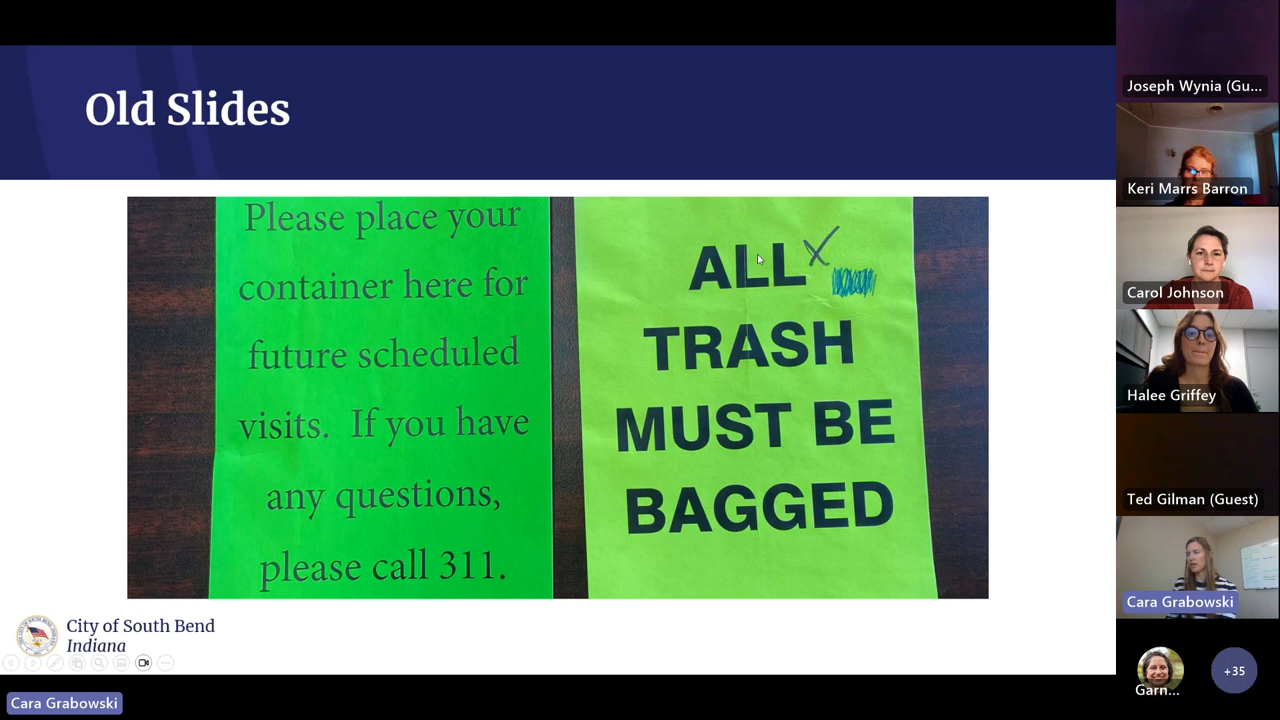 Old Slides
Please place your
container here for
future scheduled
visits.  If you have
any questions,
please call 311.
ALL X
TRASH
MUST BE
BAGGED
City of South Bend
Indiana
Cara Grabowski
Joseph Wynia (Gu...
Keri Marrs Barron
Carol Johnson
Halee Griffey
Ted Gilman (Guest)
Cara Grabowski
Garn...
+35